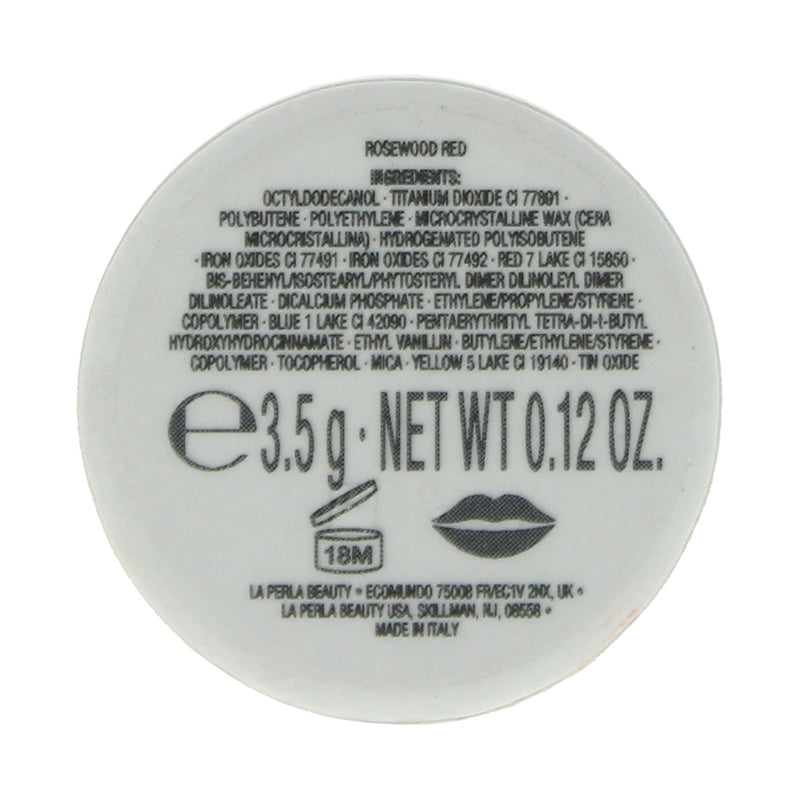 ROSEWOOD RED
INGREDIENTS:
OCTYLDODECANOL · TITANIUM DIOXIDE CI 77891 ·
POLYBUTENE · POLYETHYLENE · MICROCRYSTALLINE WAX (CERA
MICROCRISTALLINA) · HYDROGENATED POLYISOBUTENE
· IRON OXIDES CI 77491 · IRON OXIDES CI 77492 · RED 7 LAKE CI 15850 ·
BIS-BEHENYL/ISOSTEARYL/PHYTOSTERYL DIMER DILINOLEYL DIMER
DILINOLEATE · DICALCIUM PHOSPHATE · ETHYLENE/PROPYLENE/STYRENE ·
COPOLYMER · BLUE 1 LAKE CI 42090 · PENTAERYTHRITYL TETRA-DI-t-BUTYL
HYDROXYHYDROCINNAMATE · ETHYL VANILLIN · BUTYLENE/ETHYLENE/STYRENE ·
COPOLYMER · TOCOPHEROL · MICA · YELLOW 5 LAKE CI 19140 · TIN OXIDE
℮3.5 g · NET WT 0.12 OZ.
18M
LA PERLA BEAUTY • ECOMUNDO 75008 FR/EC1V 2NX, UK •
LA PERLA BEAUTY USA, SKILLMAN, NJ, 08558 •
MADE IN ITALY